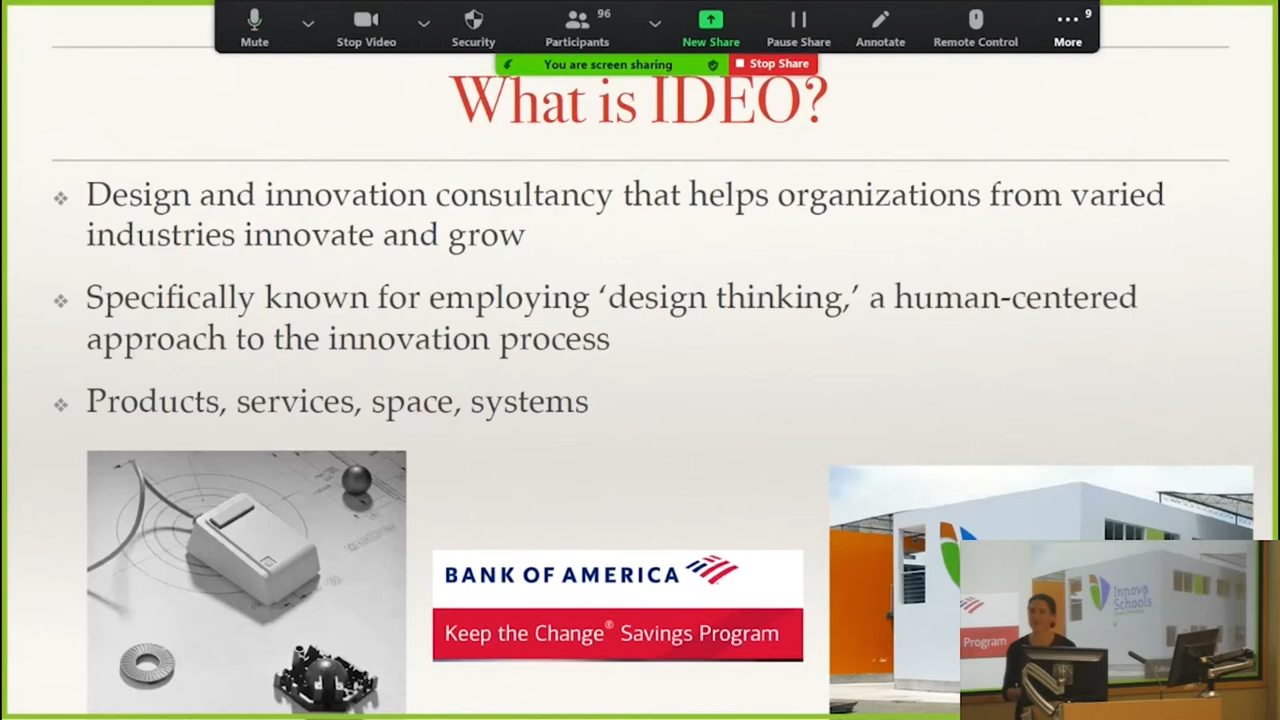 96
9
Mute
Stop Video
Security
Participants
New Share
Pause Share
Annotate
Remote Control
More
You are screen sharing
Stop Share
What is IDEO?
Design and innovation consultancy that helps organizations from varied
industries innovate and grow
Specifically known for employing ‘design thinking,’ a human-centered
approach to the innovation process
Products, services, space, systems
BANK OF AMERICA
Keep the Change® Savings Program
Innova
Schools
Program